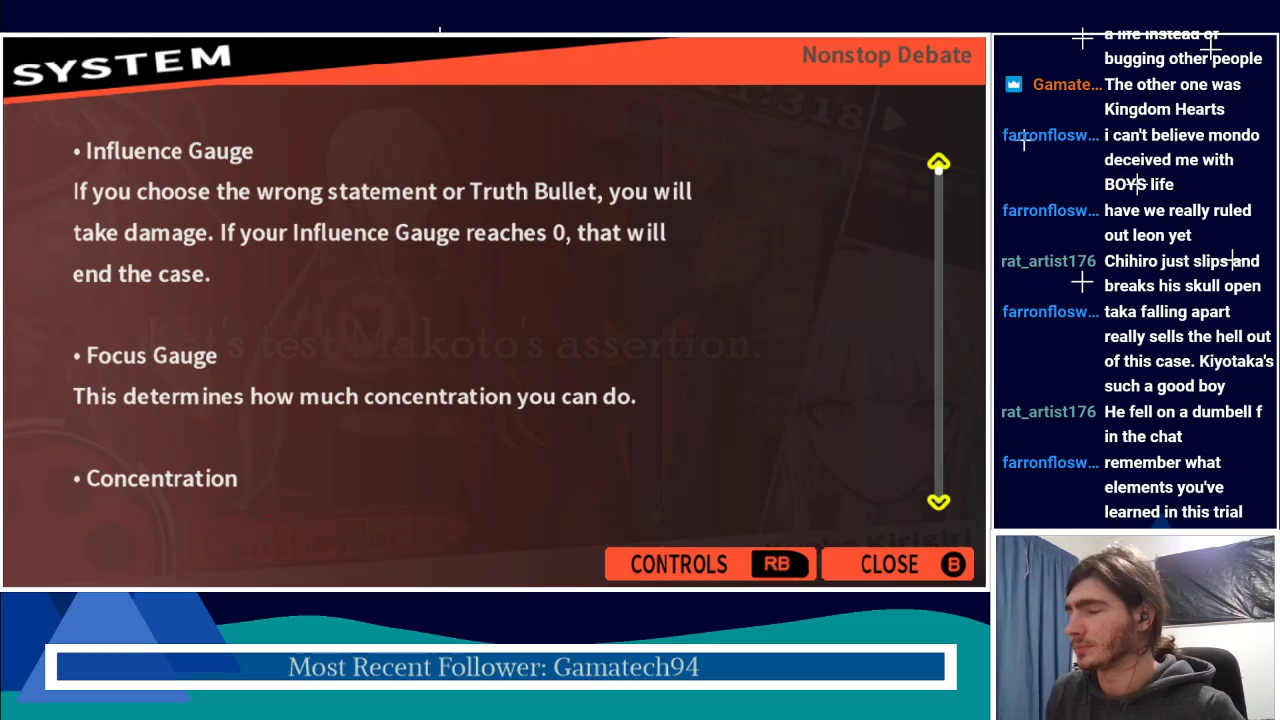 SYSTEM
Nonstop Debate
• Influence Gauge
If you choose the wrong statement or Truth Bullet, you will
take damage. If your Influence Gauge reaches 0, that will
end the case.
• Focus Gauge
Let's test Makoto's assertion.
This determines how much concentration you can do.
• Concentration
CONTROLS RB
CLOSE B
a life instead of
bugging other people
Gamate... The other one was
Kingdom Hearts
farronflosw... i can't believe mondo
deceived me with
BOYS life
farronflosw... have we really ruled
out leon yet
rat_artist176 Chihiro just slips and
breaks his skull open
farronflosw... taka falling apart
really sells the hell out
of this case. Kiyotaka's
such a good boy
rat_artist176 He fell on a dumbell f
in the chat
farronflosw... remember what
elements you've
learned in this trial
Most Recent Follower: Gamatech94